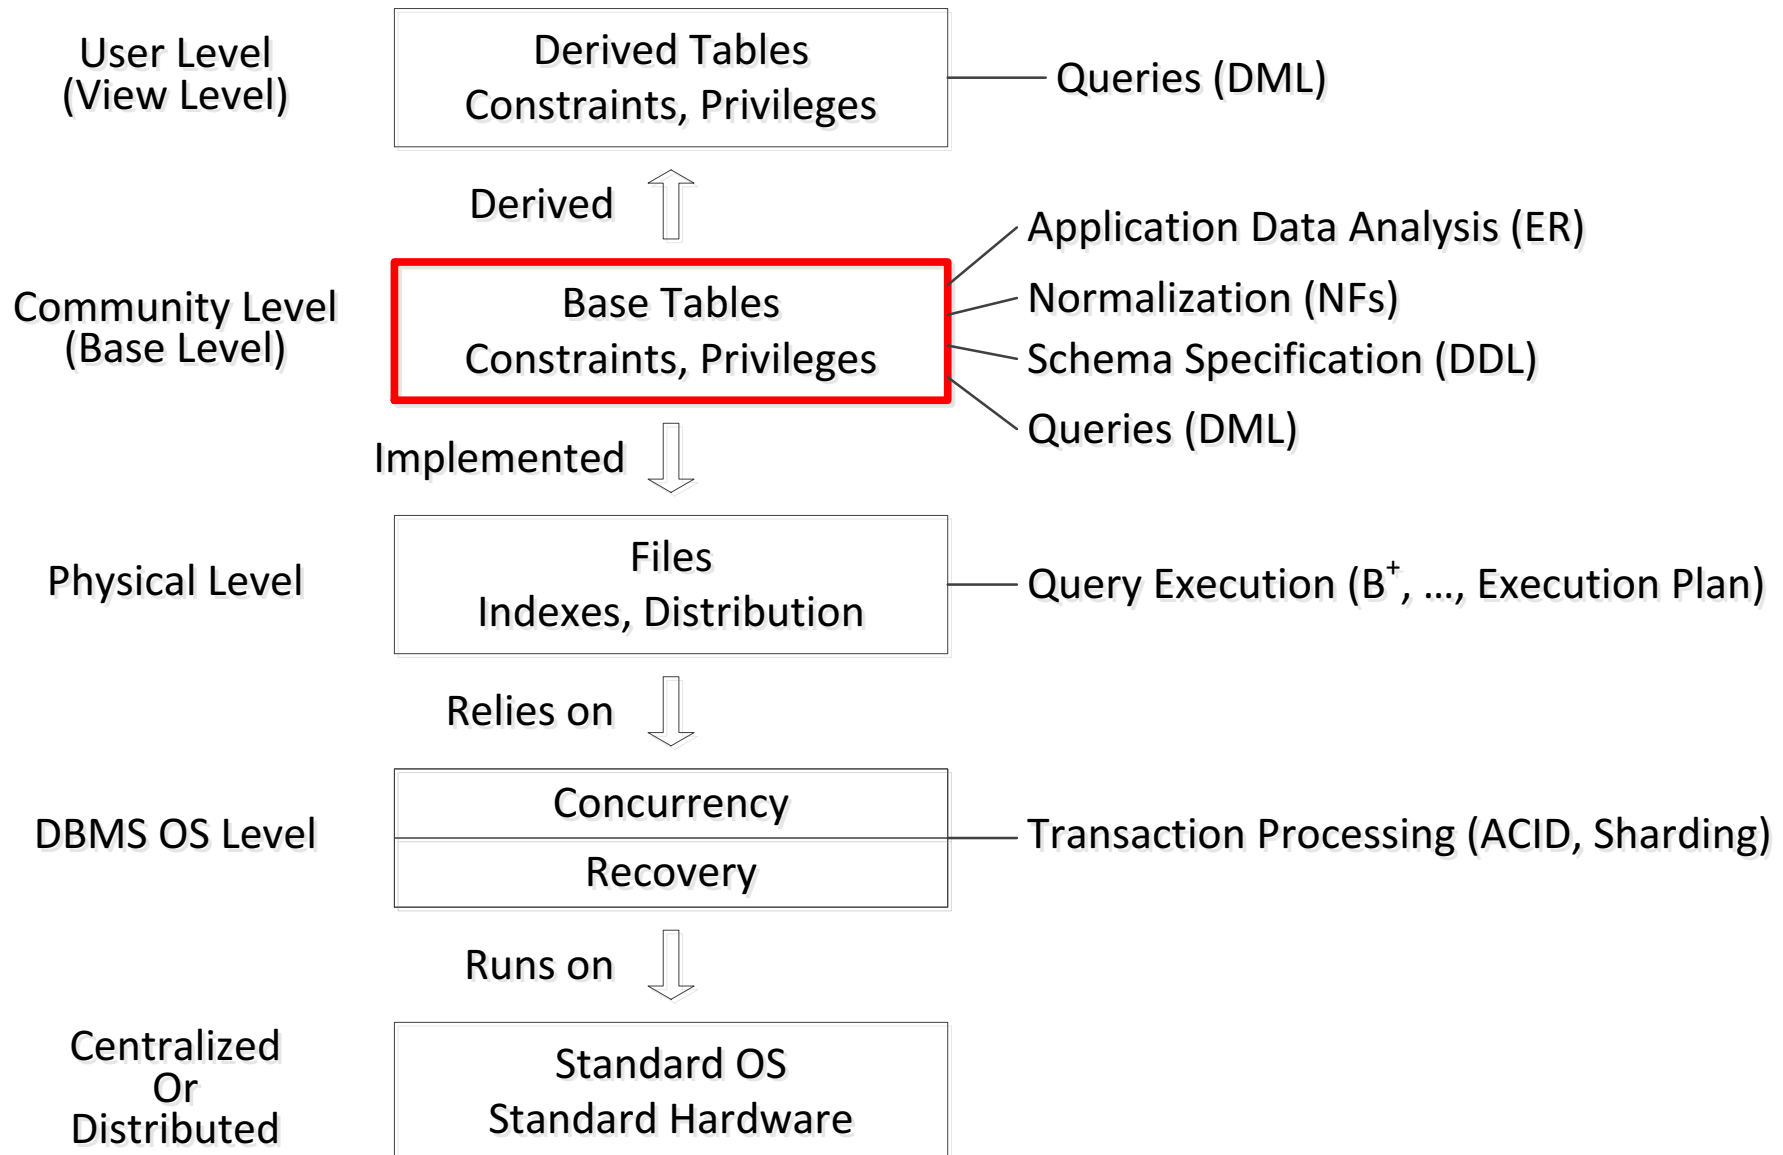 User Level
(View Level)
Derived Tables
Constraints, Privileges
Queries (DML)
Derived
Community Level
(Base Level)
Base Tables
Constraints, Privileges
Application Data Analysis (ER)
Normalization (NFs)
Schema Specification (DDL)
Queries (DML)
Implemented
Physical Level
Files
Indexes, Distribution
Query Execution (B⁺, …, Execution Plan)
Relies on
DBMS OS Level
Concurrency
Recovery
Transaction Processing (ACID, Sharding)
Runs on
Centralized
Or
Distributed
Standard OS
Standard Hardware